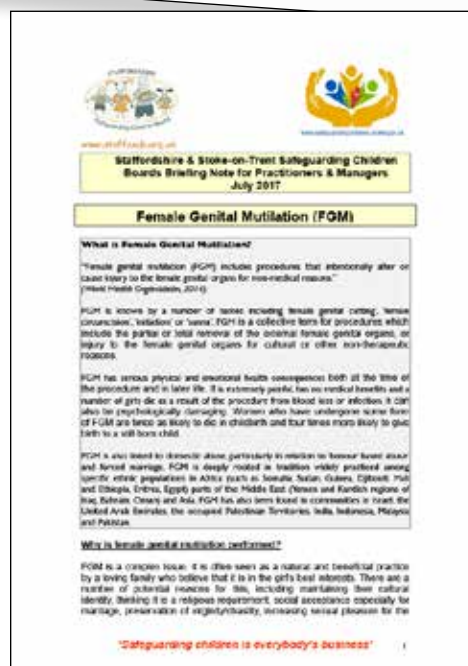 www.staffsscb.org.uk
Staffordshire & Stoke-on-Trent Safeguarding Children
Boards Briefing Note for Practitioners & Managers
July 2017
Female Genital Mutilation (FGM)
What is Female Genital Mutilation?
"Female genital mutilation (FGM) includes procedures that intentionally alter or
cause injury to the female genital organs for non-medical reasons."
(World Health Organisation, 2014).
FGM is known by a number of names including female genital cutting, 'female
circumcision', 'initiation' or 'sunna'. FGM is a collective term for procedures which
include the partial or total removal of the external female genital organs, or
injury to the female genital organs for cultural or other non-therapeutic
reasons.
FGM has serious physical and emotional health consequences both at the time of
the procedure and in later life. It is extremely painful, has no medical benefits and a
number of girls die as a result of the procedure from blood loss or infection. It can
also be psychologically damaging. Women who have undergone some form
of FGM are twice as likely to die in childbirth and four times more likely to give
birth to a still born child.
FGM is also linked to domestic abuse, particularly in relation to honour based abuse
and forced marriage. FGM is deeply rooted in tradition widely practised among
specific ethnic populations in Africa (such as Somalia, Sudan, Guinea, Djibouti, Mali
and Ethiopia, Eritrea, Egypt) parts of the Middle East (Yemen and Kurdish regions of
Iraq, Bahrain, Oman) and Asia. FGM has also been found in communities in Israel, the
United Arab Emirates, the occupied Palestinian Territories, India, Indonesia, Malaysia
and Pakistan.
Why is female genital mutilation performed?
FGM is a complex issue. It is often seen as a natural and beneficial practice
by a loving family who believe that it is in the girl's best interests. There are a
number of potential reasons for this, including maintaining their cultural
identity, thinking it is a religious requirement, social acceptance especially for
marriage, preservation of virginity/chastity, increasing sexual pleasure for the
"Safeguarding children is everybody's business"
1